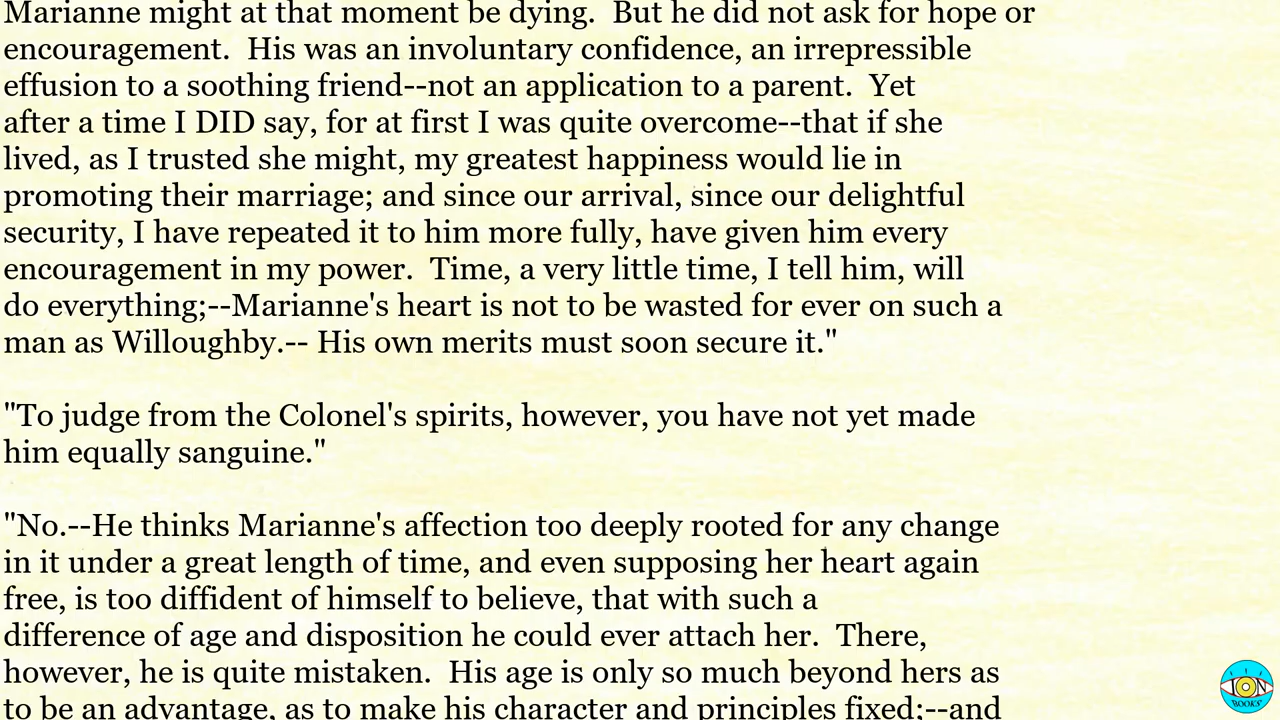 Marianne might at that moment be dying.  But he did not ask for hope or
encouragement.  His was an involuntary confidence, an irrepressible
effusion to a soothing friend--not an application to a parent.  Yet
after a time I DID say, for at first I was quite overcome--that if she
lived, as I trusted she might, my greatest happiness would lie in
promoting their marriage; and since our arrival, since our delightful
security, I have repeated it to him more fully, have given him every
encouragement in my power.  Time, a very little time, I tell him, will
do everything;--Marianne's heart is not to be wasted for ever on such a
man as Willoughby.-- His own merits must soon secure it."

"To judge from the Colonel's spirits, however, you have not yet made
him equally sanguine."

"No.--He thinks Marianne's affection too deeply rooted for any change
in it under a great length of time, and even supposing her heart again
free, is too diffident of himself to believe, that with such a
difference of age and disposition he could ever attach her.  There,
however, he is quite mistaken.  His age is only so much beyond hers as
to be an advantage, as to make his character and principles fixed;--and
ION
BOOKS